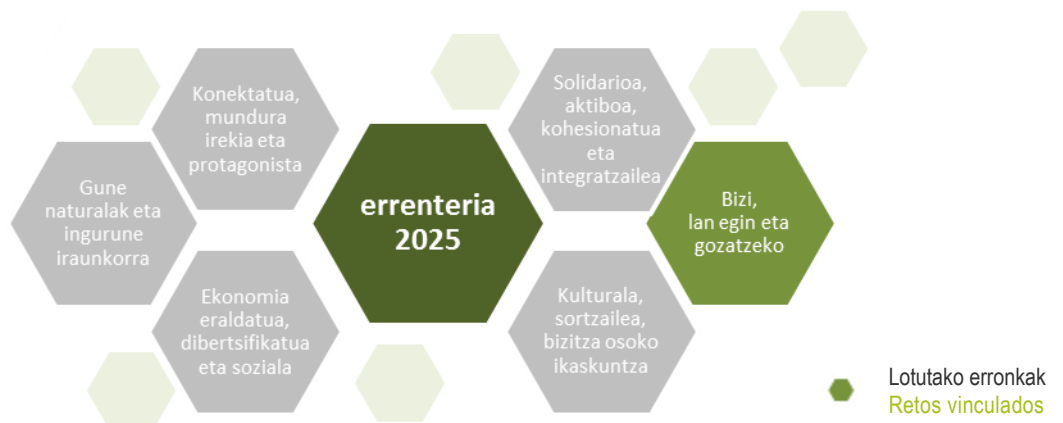 Konektatua,
mundura
irekia eta
protagonista
Solidarioa,
aktiboa,
kohesionatua
eta
integratzailea
Gune
naturalak eta
ingurune
iraunkorra
errenteria
2025
Bizi,
lan egin eta
gozatzeko
Ekonomia
eraldatua,
dibertsifikatua
eta soziala
Kulturala,
sortzailea,
bizitza osoko
ikaskuntza
Lotutako erronkak
Retos vinculados